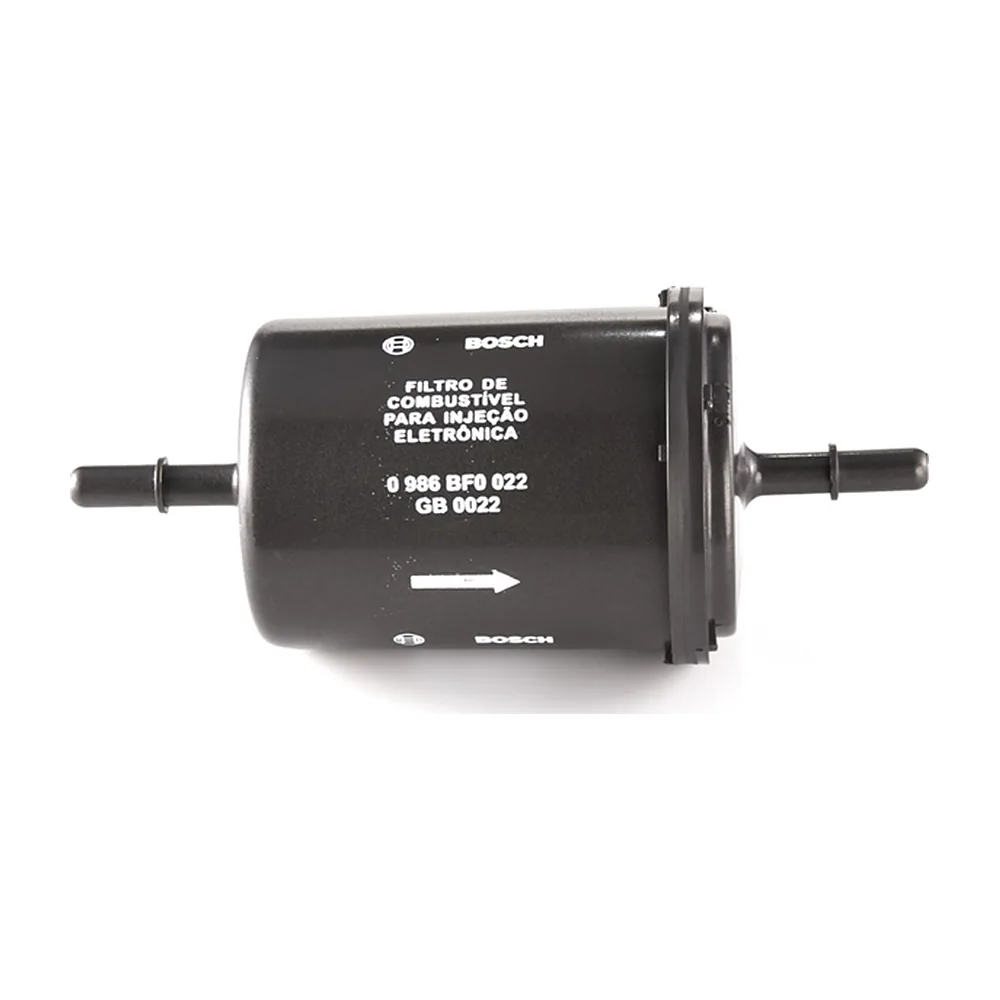 BOSCH
FILTRO DE
COMBUSTÍVEL
PARA INJEÇÃO
ELETRÔNICA
0 986 BF0 022
GB 0022
BOSCH